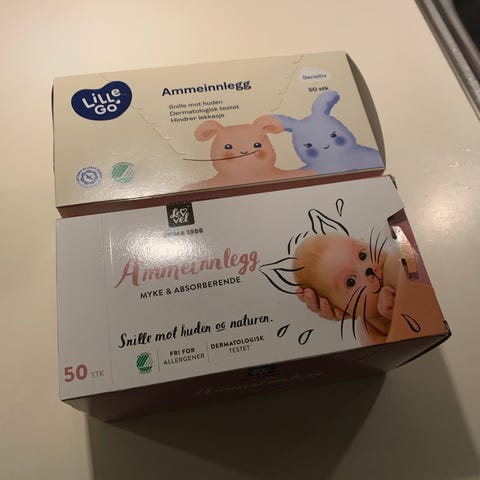 Lille
Go'
Ammeinnlegg
Snille mot huden
Dermatologisk testet
Hindrer lekkasje
Sensitiv
50 stk
Ammeinnlegg
MYKE & ABSORBERENDE
Snille mot huden og naturen.
FRI FOR
ALLERGENER
DERMATOLOGISK
TESTET
50 STK